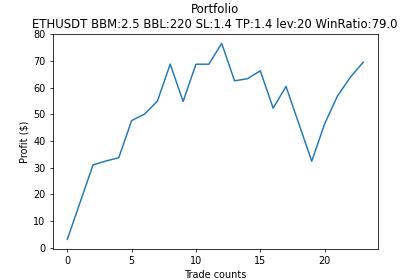 Portfolio
ETHUSDT BBM:2.5 BBL:220 SL:1.4 TP:1.4 lev:20 WinRatio:79.0
80
70
60
50
40
30
20
10
0
Profit ($)
0 5 10 15 20
Trade counts